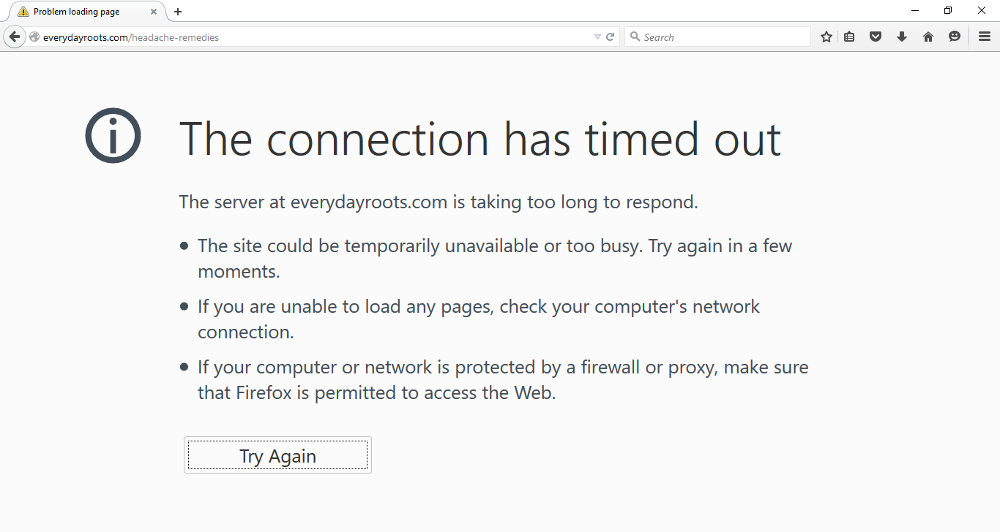 Problem loading page
everydayroots.com/headache-remedies
Search
The connection has timed out
The server at everydayroots.com is taking too long to respond.
The site could be temporarily unavailable or too busy. Try again in a few
moments.
If you are unable to load any pages, check your computer's network
connection.
If your computer or network is protected by a firewall or proxy, make sure
that Firefox is permitted to access the Web.
Try Again